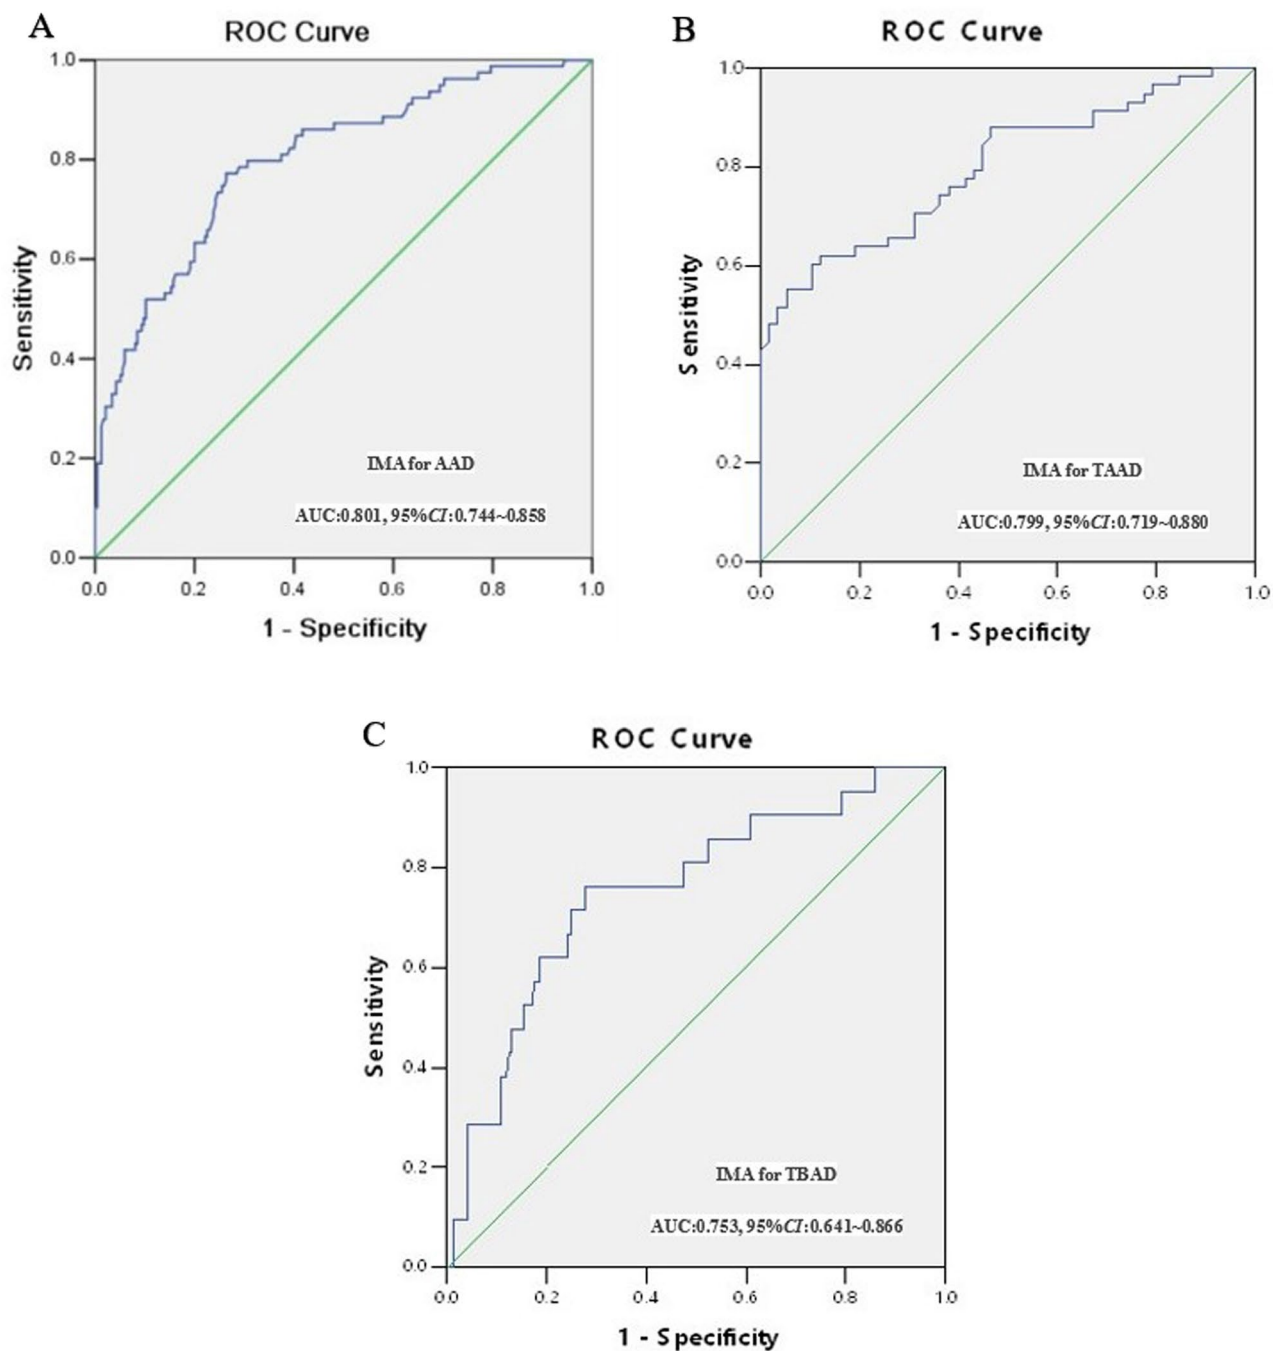 A
ROC Curve
1.0
0.8
0.6
0.4
0.2
0.0
Sensitivity
IMA for AAD
AUC:0.801, 95%CI:0.744~0.858
0.0 0.2 0.4 0.6 0.8 1.0
1 - Specificity
B
ROC Curve
1.0
0.8
0.6
0.4
0.2
0.0
Sensitivity
IMA for TAAD
AUC:0.799, 95%CI:0.719~0.880
0.0 0.2 0.4 0.6 0.8 1.0
1 - Specificity
C
ROC Curve
1.0
0.8
0.6
0.4
0.2
0.0
Sensitivity
IMA for TBAD
AUC:0.753, 95%CI:0.641~0.866
0.0 0.2 0.4 0.6 0.8 1.0
1 - Specificity